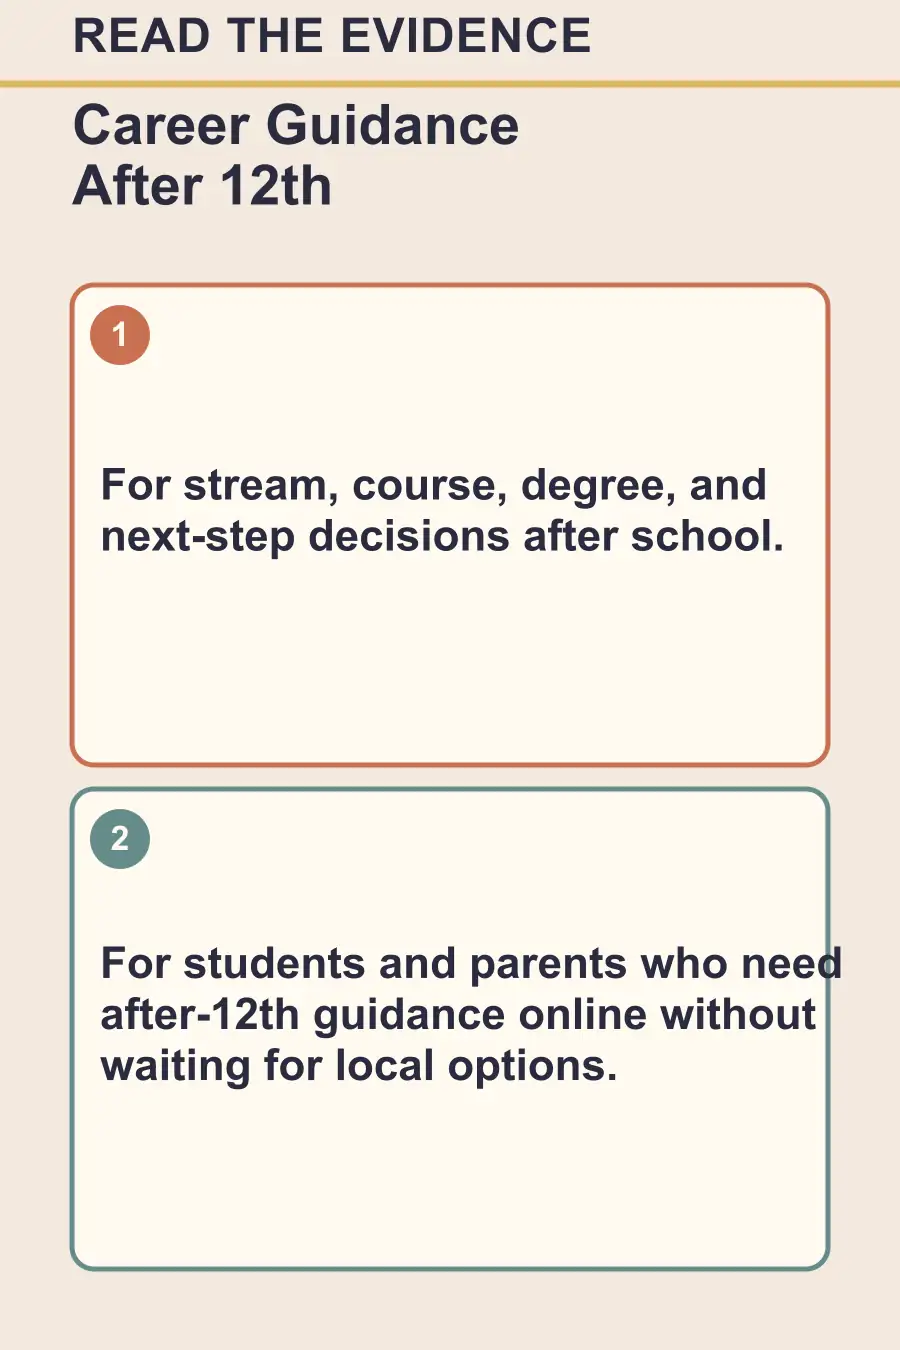 READ THE EVIDENCE
Career Guidance
After 12th
1
For stream, course, degree, and
next-step decisions after school.
2
For students and parents who need
after-12th guidance online without
waiting for local options.